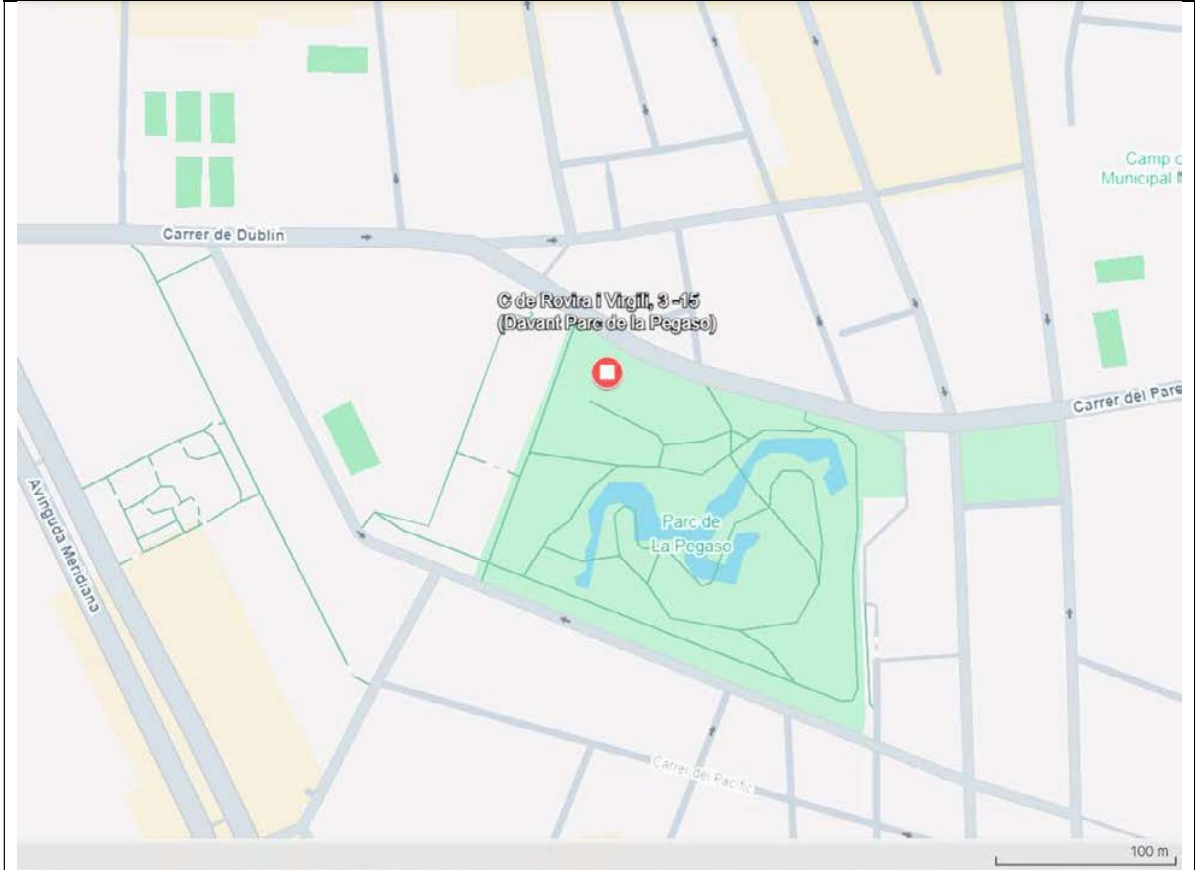 Camp
Municipal
Carrer de Dublín
C de Rovira i Virgili, 3 -15
(Davant Parc de la Pegaso)
Carrer del Pare
Avinguda Meridiana
Parc de
La Pegaso
Carrer del Pacífic
100 m